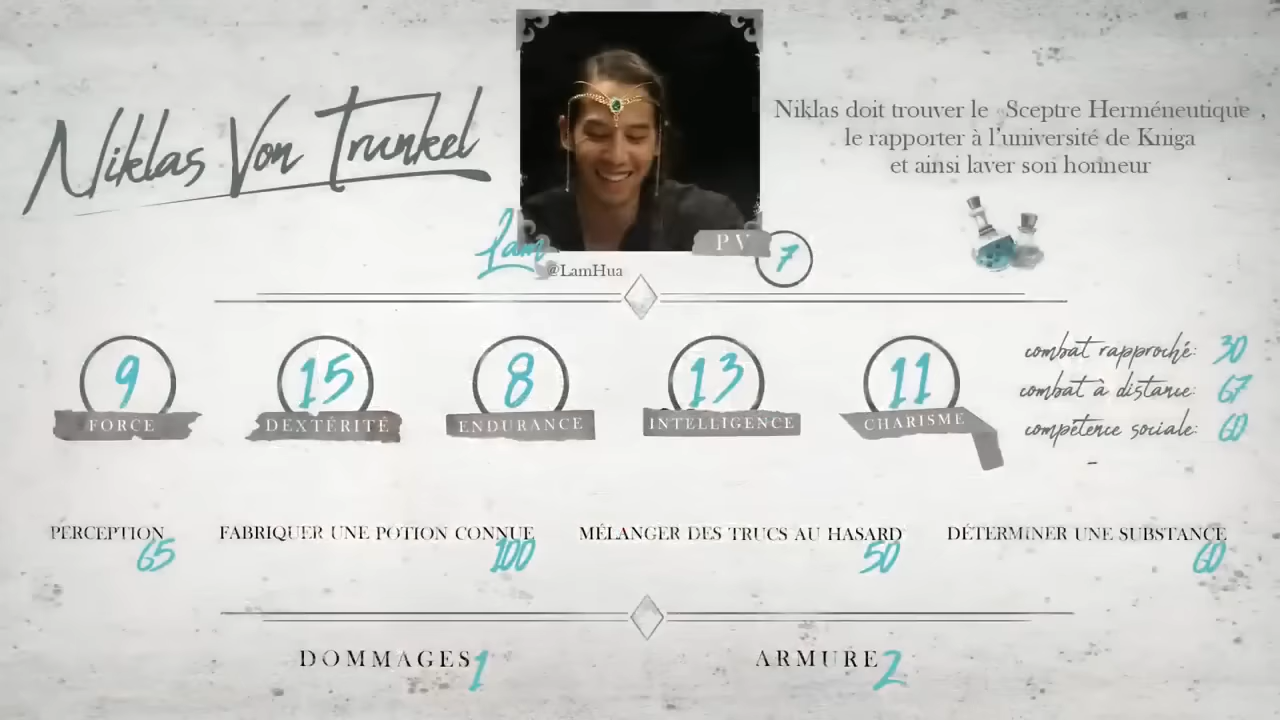 Niklas Von Trunkel
Niklas doit trouver le Sceptre Herméneutique ,
le rapporter à l'université de Kniga
et ainsi laver son honneur
Lam
@LamHua
PV
7
9
FORCE
15
DEXTÉRITÉ
8
ENDURANCE
13
INTELLIGENCE
11
CHARISME
combat rapproché: 30
combat à distance: 67
compétence sociale: 60
-
PERCEPTION
65
FABRIQUER UNE POTION CONNUE
100
MÉLANGER DES TRUCS AU HASARD
50
DÉTERMINER UNE SUBSTANCE
60
DOMMAGES 1
ARMURE 2